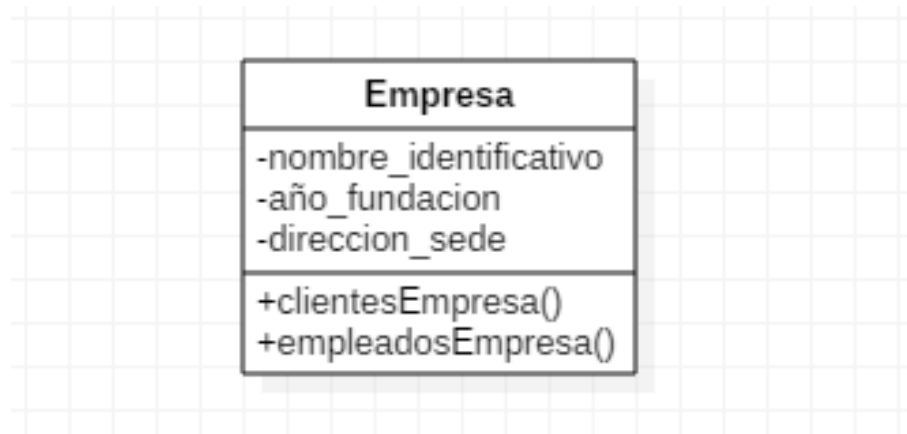 Empresa
-nombre_identificativo
-año_fundacion
-direccion_sede
+clientesEmpresa()
+empleadosEmpresa()